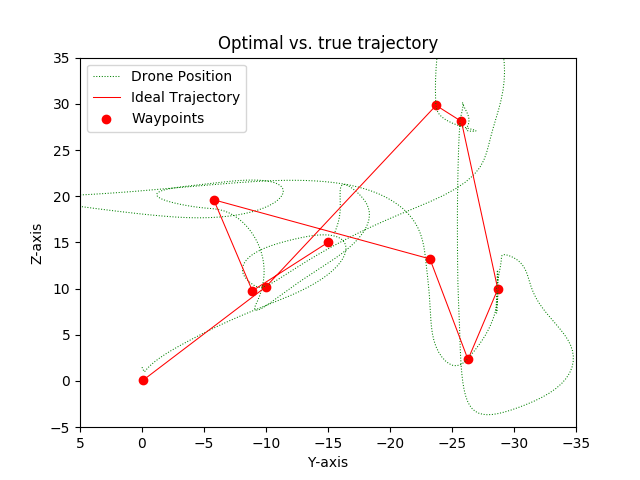 Optimal vs. true trajectory
Drone Position
Ideal Trajectory
Waypoints
35
30
25
20
15
10
5
0
−5
Z-axis
5 0 −5 −10 −15 −20 −25 −30 −35
Y-axis